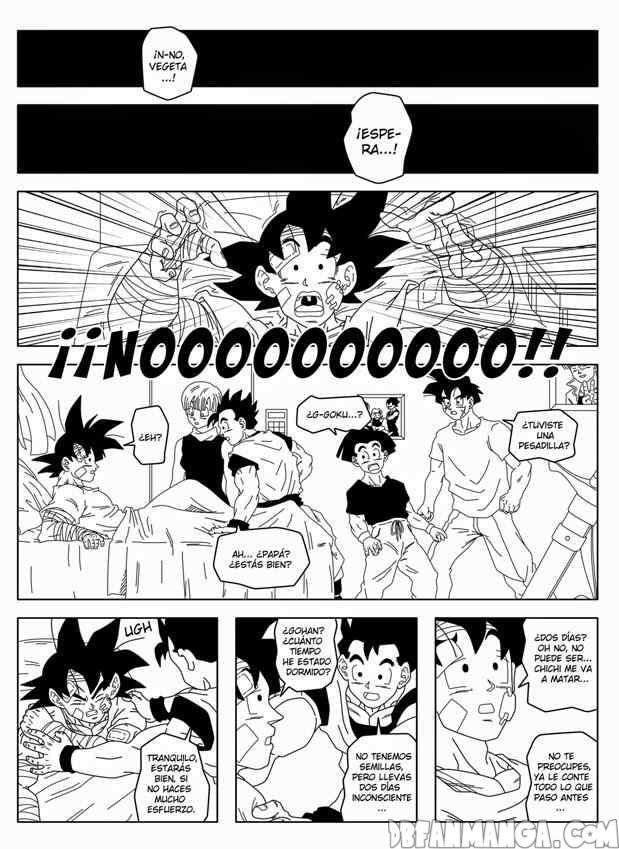 ¡N-NO,
VEGETA
...!
¡ESPE-
RA...!
¡¡NOOOOOOOOOOO!!
¿EH?
¿G-GOKU...?
¿TUVISTE
UNA
PESADILLA?
AH... ¿PAPÁ?
¿ESTÁS BIEN?
UGH
TRANQUILO,
ESTARÁS
BIEN, SI
NO HACES
MUCHO
ESFUERZO.
¿GOHAN?
¿CUÁNTO
TIEMPO
HE ESTADO
DORMIDO?
NO TENEMOS
SEMILLAS,
PERO LLEVAS
DOS DÍAS
INCONSCIENTE
...
¿DOS DÍAS?
OH NO, NO
PUEDE SER...
CHICHI ME VA
A MATAR...
NO TE
PREOCUPES,
YA LE CONTE
TODO LO QUE
PASO ANTES
...
DBFANMANGA.COM